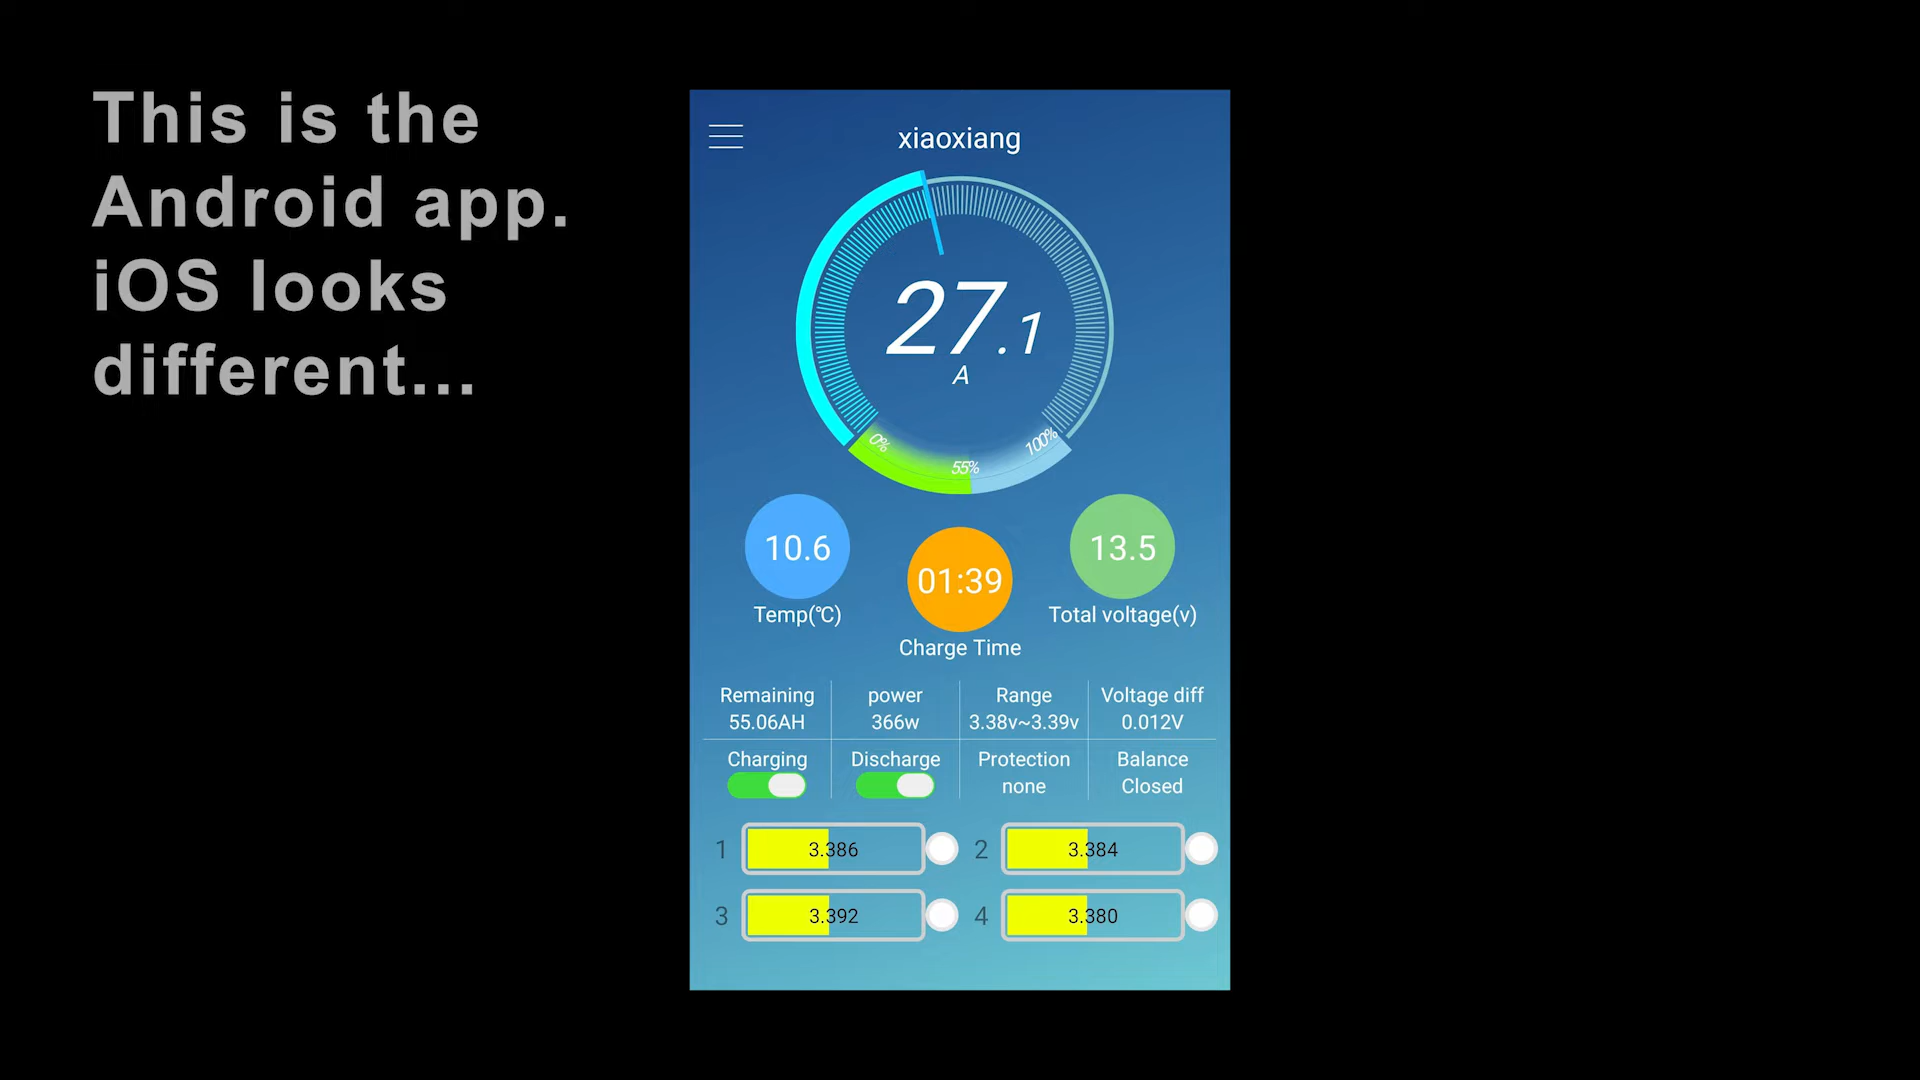 This is the
Android app.
iOS looks
different...
xiaoxiang
27.1
A
0% 55% 100%
10.6 01:39 13.5
Temp(℃) Charge Time Total voltage(v)
Remaining power Range Voltage diff
55.06AH 366w 3.38v~3.39v 0.012V
Charging Discharge Protection Balance
none Closed
1 3.386 2 3.384
3 3.392 4 3.380